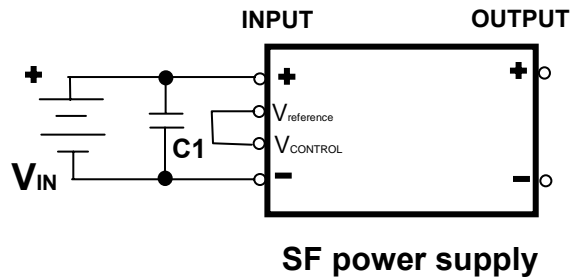 INPUT OUTPUT
+ + +
Vreference
C1 VCONTROL
VIN - -
SF power supply